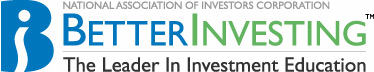 NATIONAL ASSOCIATION OF INVESTORS CORPORATION
BETTERINVESTING™
The Leader In Investment Education